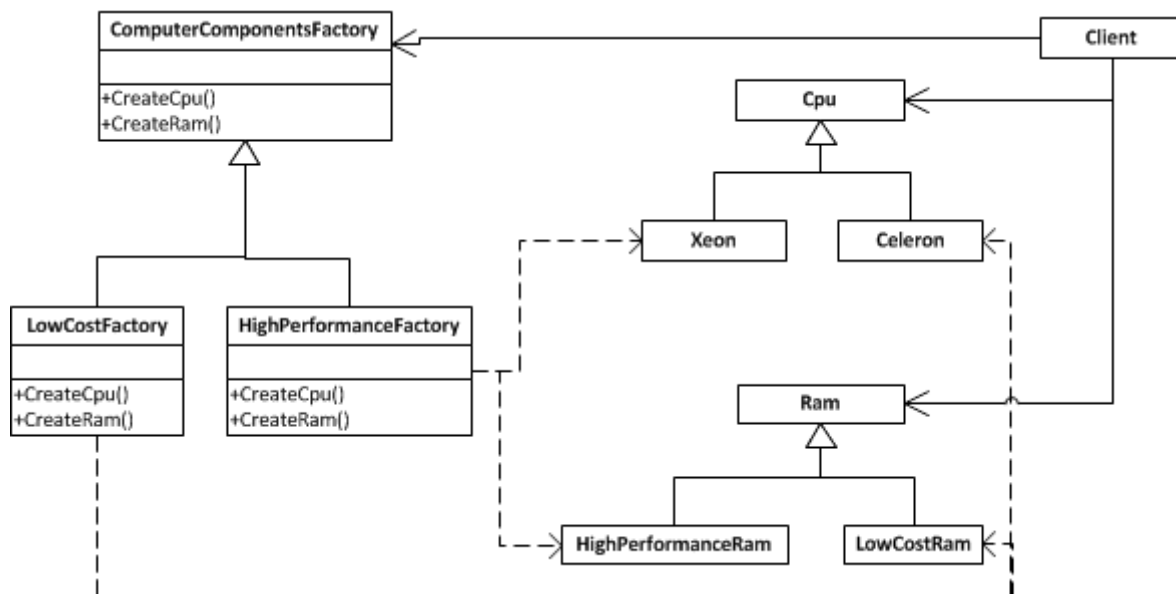 ComputerComponentsFactory
+CreateCpu()
+CreateRam()
Client
Cpu
Xeon
Celeron
LowCostFactory
+CreateCpu()
+CreateRam()
HighPerformanceFactory
+CreateCpu()
+CreateRam()
Ram
HighPerformanceRam
LowCostRam